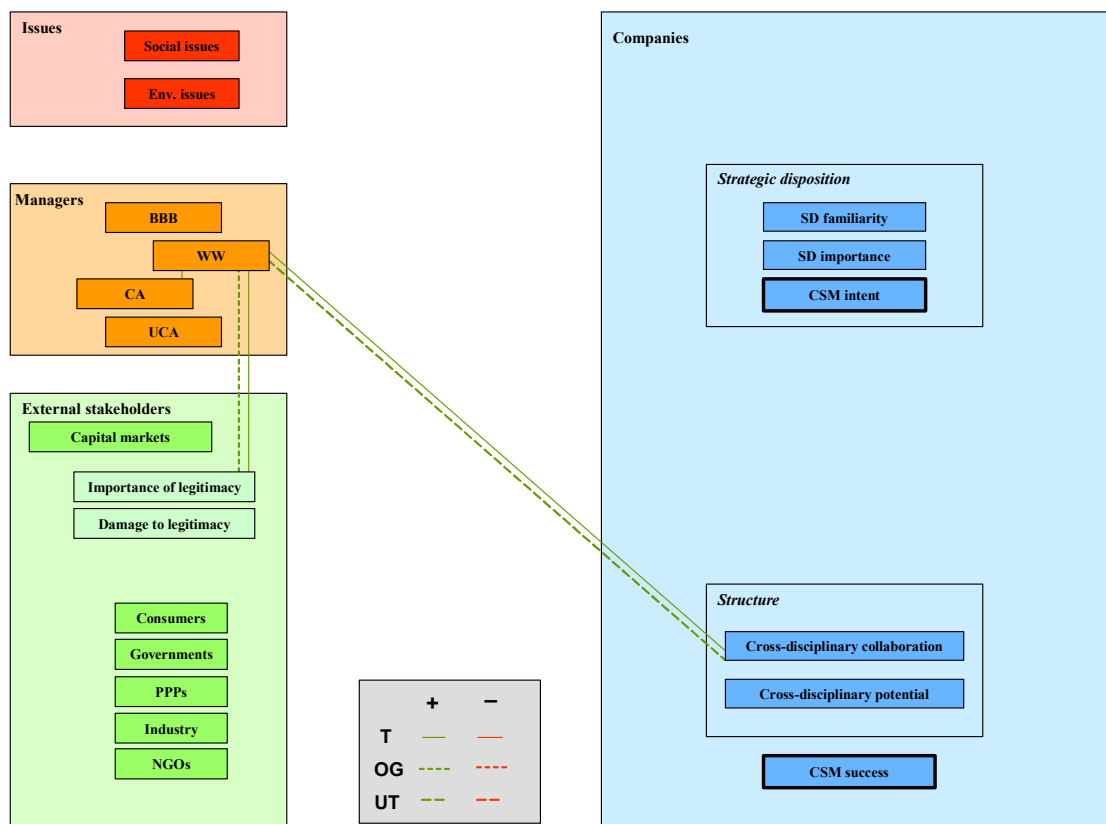 Issues
Social issues
Env. issues
Managers
BBB
WW
CA
UCA
External stakeholders
Capital markets
Importance of legitimacy
Damage to legitimacy
Consumers
Governments
PPPs
Industry
NGOs
+ –
T
OG
UT
Companies
Strategic disposition
SD familiarity
SD importance
CSM intent
Structure
Cross-disciplinary collaboration
Cross-disciplinary potential
CSM success